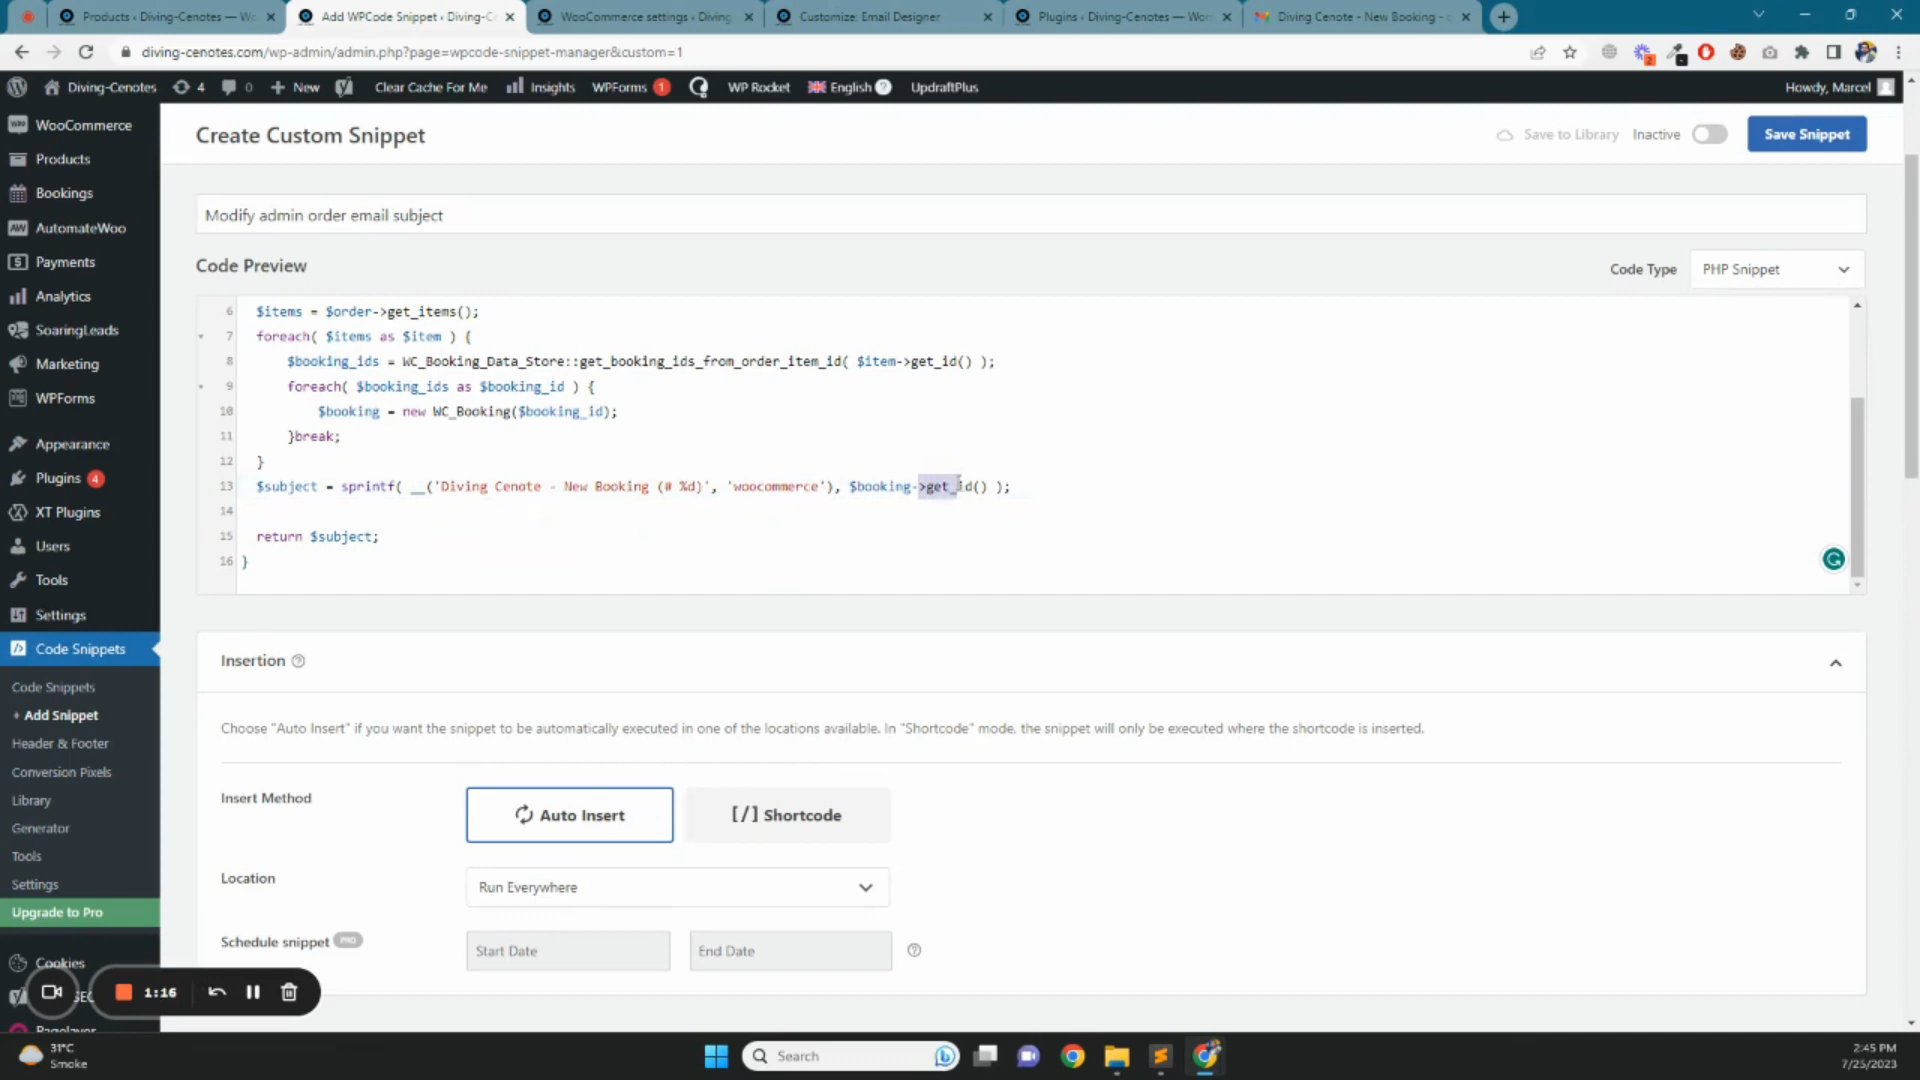 Products ‹ Diving-Cenotes — W
Add WPCode Snippet ‹ Diving-C
WooCommerce settings ‹ Diving
Customize: Email Designer
Plugins ‹ Diving-Cenotes — Wor
Diving Cenote - New Booking -
diving-cenotes.com/wp-admin/admin.php?page=wpcode-snippet-manager&custom=1
2
Diving-Cenotes
4
0
New
Clear Cache For Me
Insights
WPForms 1
WP Rocket
English ?
UpdraftPlus
Howdy, Marcel
WooCommerce
Products
Bookings
AutomateWoo
Payments
Analytics
SoaringLeads
Marketing
WPForms
Appearance
Plugins 4
XT Plugins
Users
Tools
Settings
Code Snippets
Code Snippets
+ Add Snippet
Header & Footer
Conversion Pixels
Library
Generator
Tools
Settings
Upgrade to Pro
Cookies
Pagelayer
Create Custom Snippet
Save to Library
Inactive
Save Snippet
Modify admin order email subject
Code Preview
Code Type
PHP Snippet
6 $items = $order->get_items();
7 foreach( $items as $item ) {
8 $booking_ids = WC_Booking_Data_Store::get_booking_ids_from_order_item_id( $item->get_id() );
9 foreach( $booking_ids as $booking_id ) {
10 $booking = new WC_Booking($booking_id);
11 }break;
12 }
13 $subject = sprintf( __('Diving Cenote - New Booking (# %d)', 'woocommerce'), $booking->get_id() );
14
15 return $subject;
16 }
Insertion ?
Choose "Auto Insert" if you want the snippet to be automatically executed in one of the locations available. In "Shortcode" mode, the snippet will only be executed where the shortcode is inserted.
Insert Method
Auto Insert
[/] Shortcode
Location
Run Everywhere
Schedule snippet PRO
Start Date
End Date
?
1:16
31°C
Smoke
Search
2:45 PM
7/25/2023